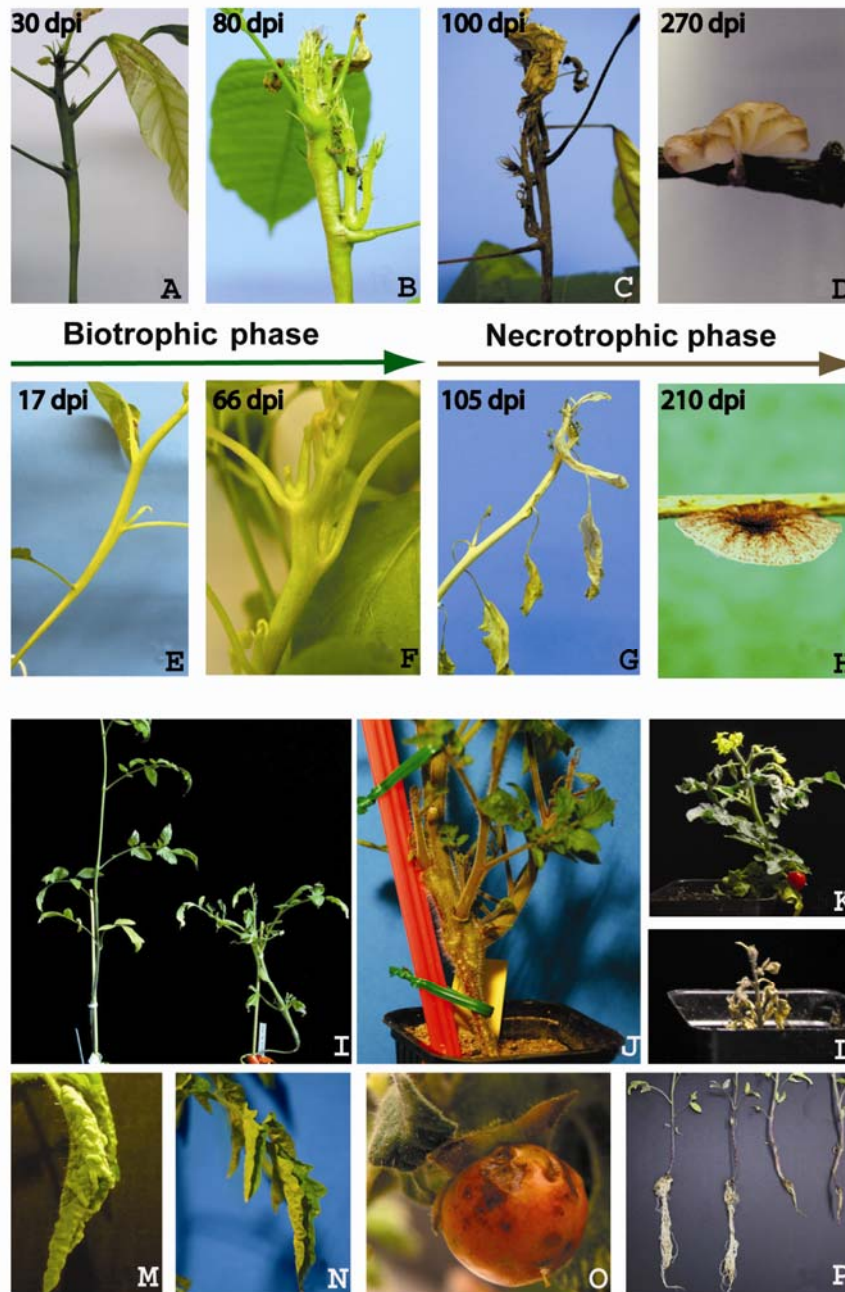 30 dpi
80 dpi
100 dpi
270 dpi
A
B
C
D
Biotrophic phase
Necrotrophic phase
17 dpi
66 dpi
105 dpi
210 dpi
E
F
G
H
I
J
K
L
M
N
O
P